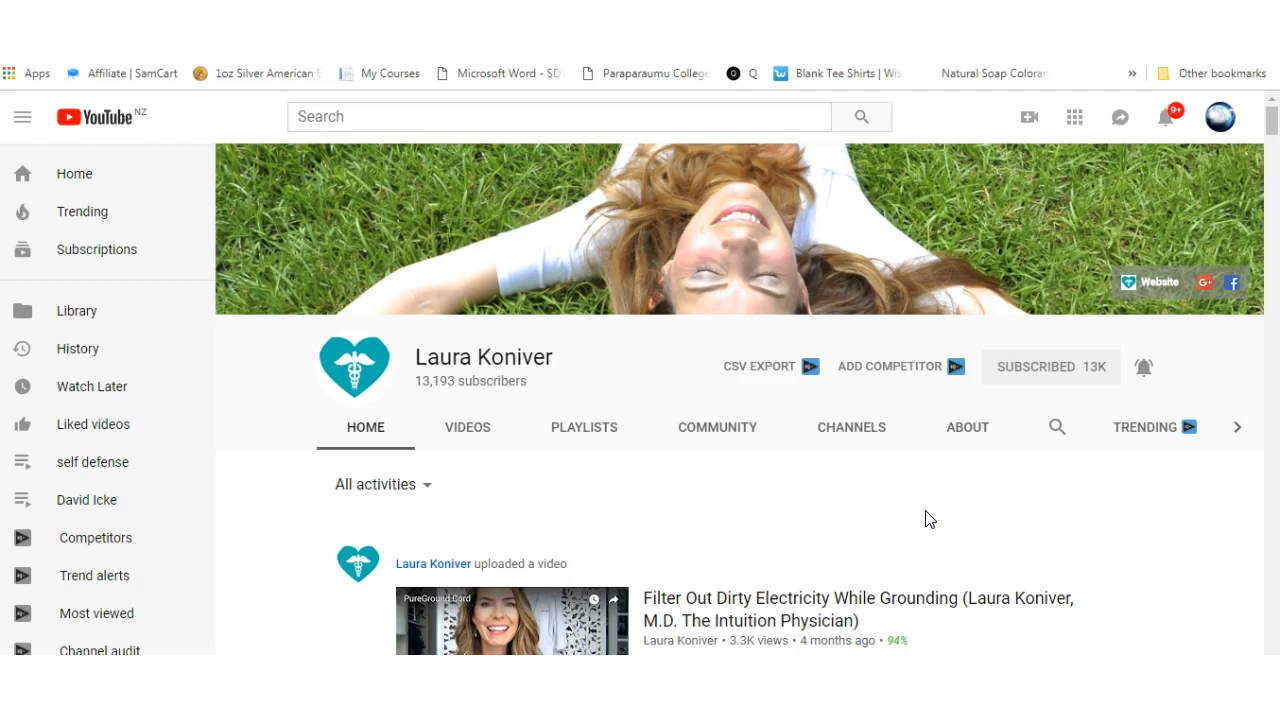 Apps Affiliate | SamCart 1oz Silver American E My Courses Microsoft Word - SD Paraparaumu College Q Blank Tee Shirts | Wis Natural Soap Coloran » Other bookmarks
YouTube NZ Search 9+
Home
Trending
Subscriptions
Website G+ f
Library
History
Watch Later
Liked videos
self defense
David Icke
Competitors
Trend alerts
Most viewed
Channel audit
Laura Koniver
13,193 subscribers
CSV EXPORT ADD COMPETITOR SUBSCRIBED 13K
HOME VIDEOS PLAYLISTS COMMUNITY CHANNELS ABOUT TRENDING
All activities
Laura Koniver uploaded a video
PureGround Cord
Filter Out Dirty Electricity While Grounding (Laura Koniver,
M.D. The Intuition Physician)
Laura Koniver • 3.3K views • 4 months ago • 94%